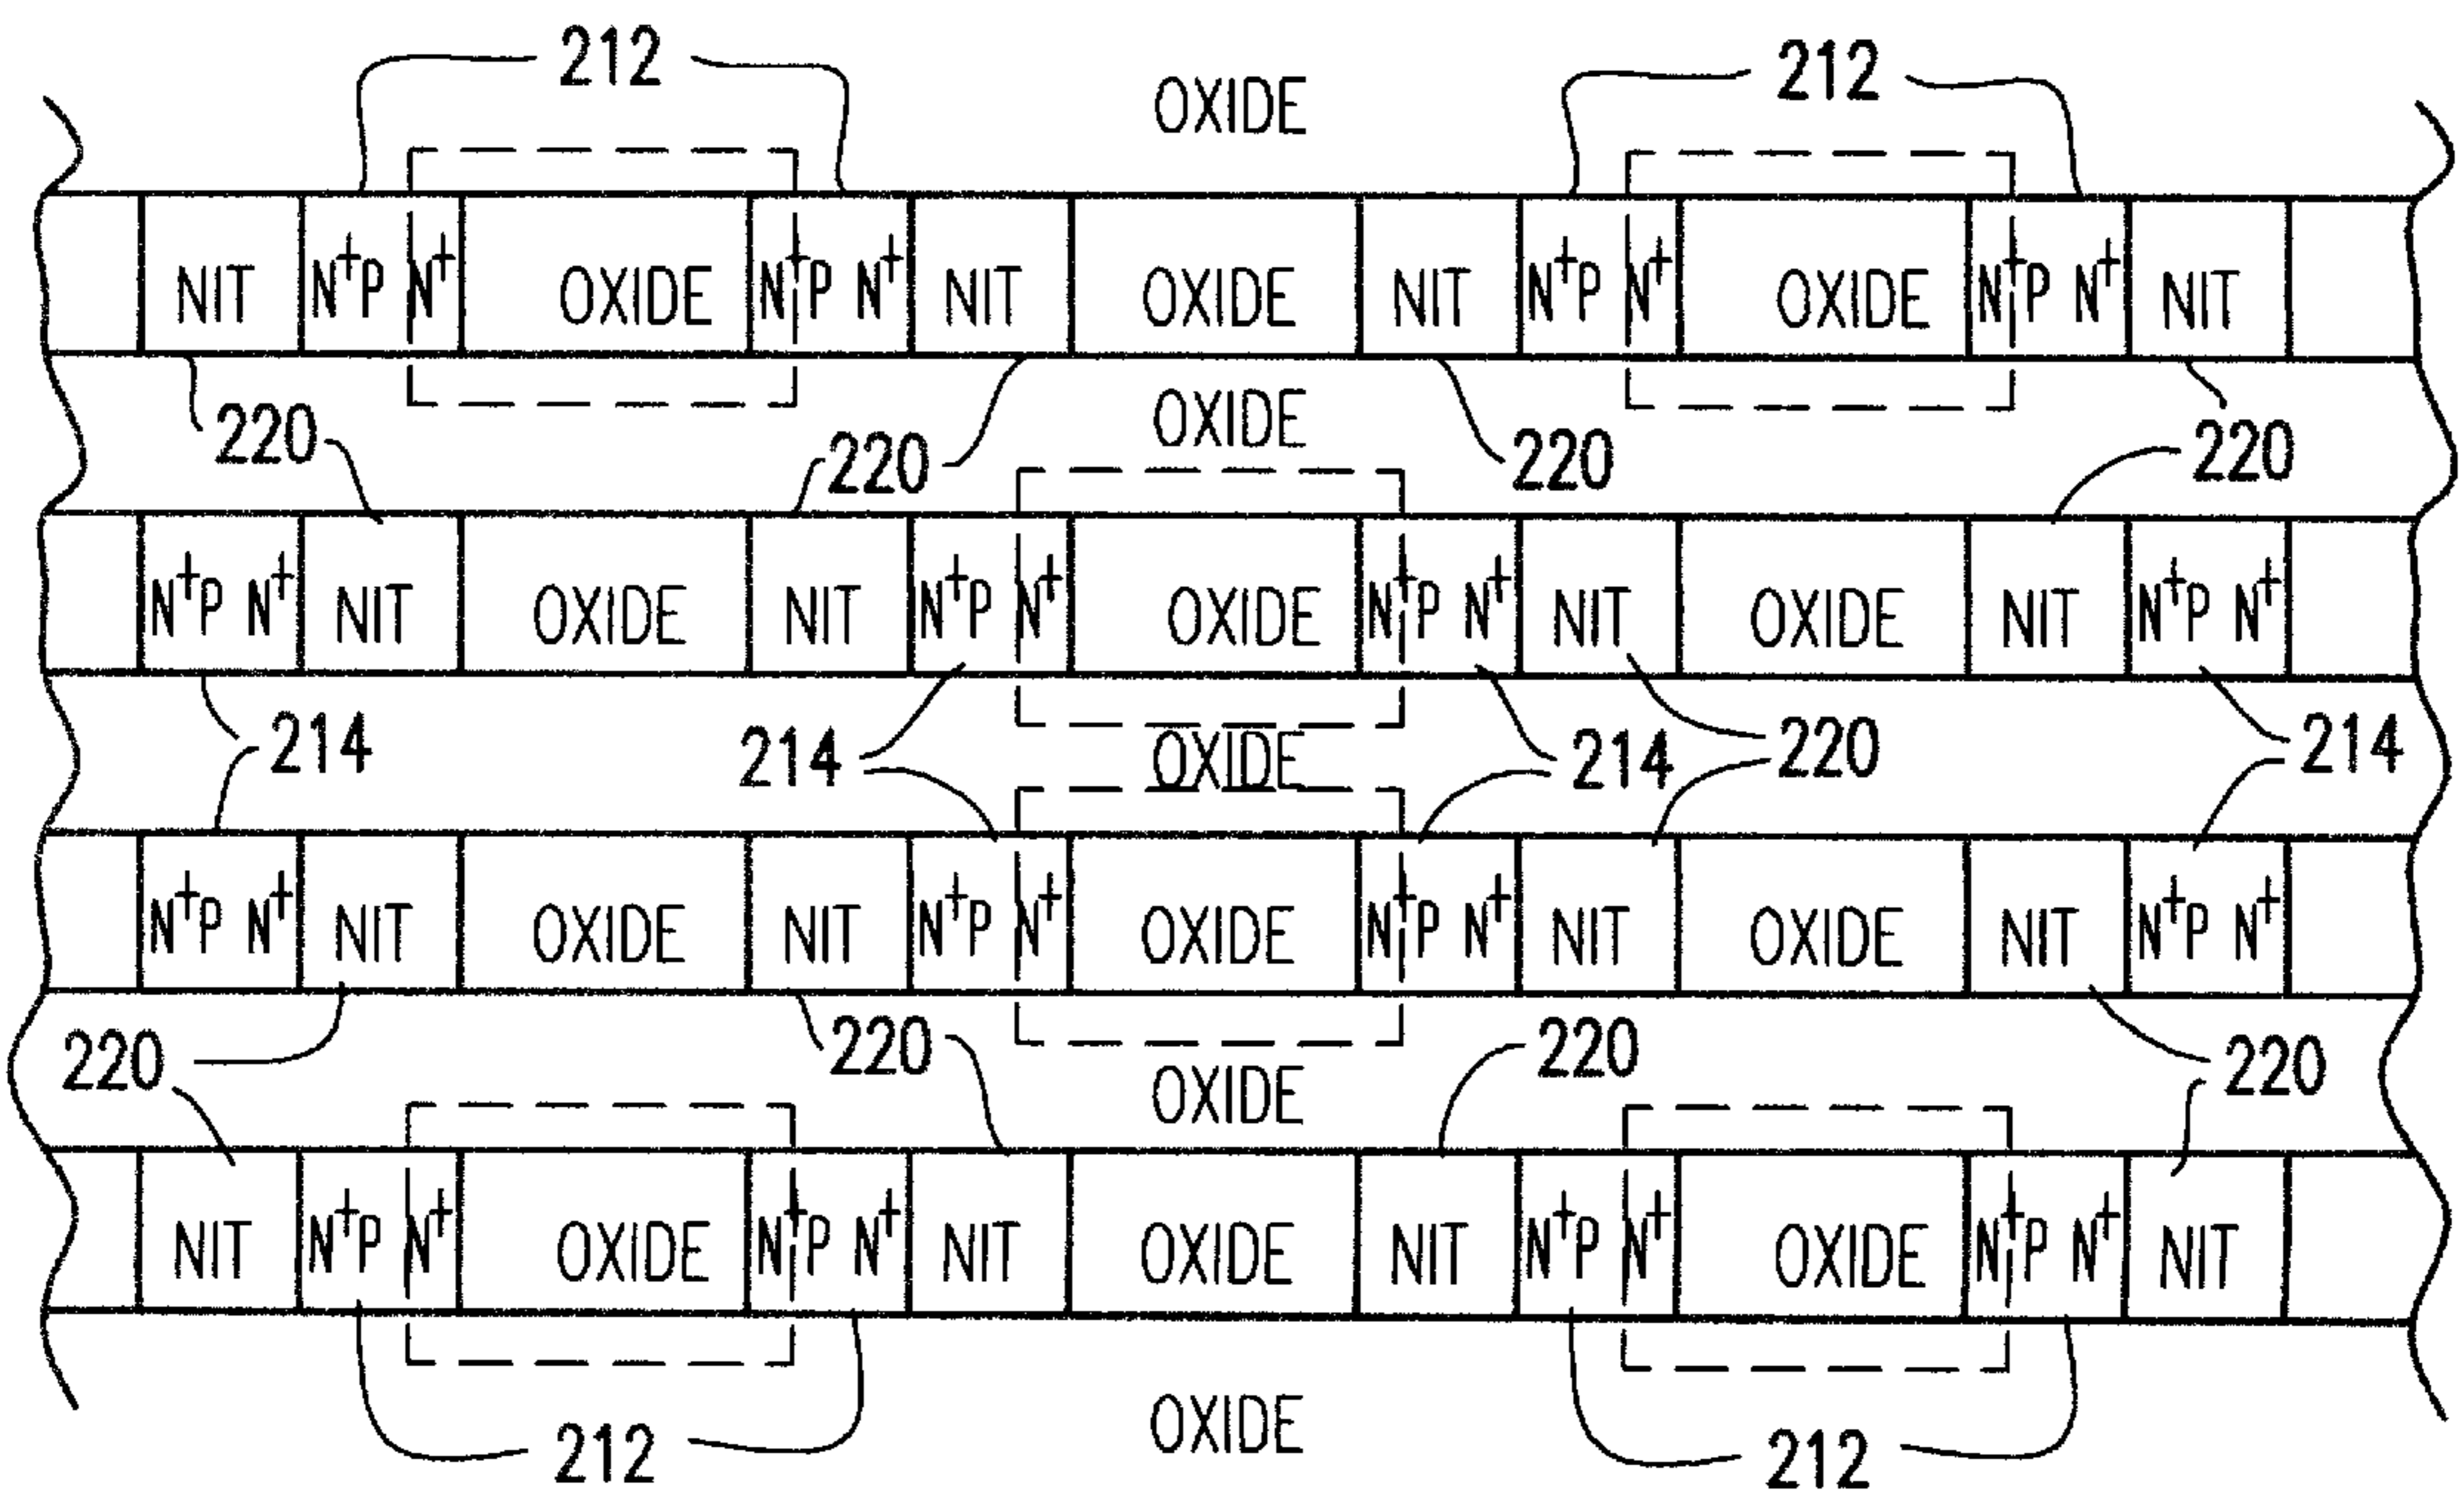 212 OXIDE 212
NIT N+P N+ OXIDE N+P N+ NIT OXIDE NIT N+P N+ OXIDE N+P N+ NIT
OXIDE
220 220 220 220
N+P N+ NIT OXIDE NIT N+P N+ OXIDE N+P N+ NIT OXIDE NIT N+P N+
214 214 OXIDE 214 220 214
N+P N+ NIT OXIDE NIT N+P N+ OXIDE N+P N+ NIT OXIDE NIT N+P N+
220 220 220 220
OXIDE
NIT N+P N+ OXIDE N+P N+ NIT OXIDE NIT N+P N+ OXIDE N+P N+ NIT
OXIDE
212 212